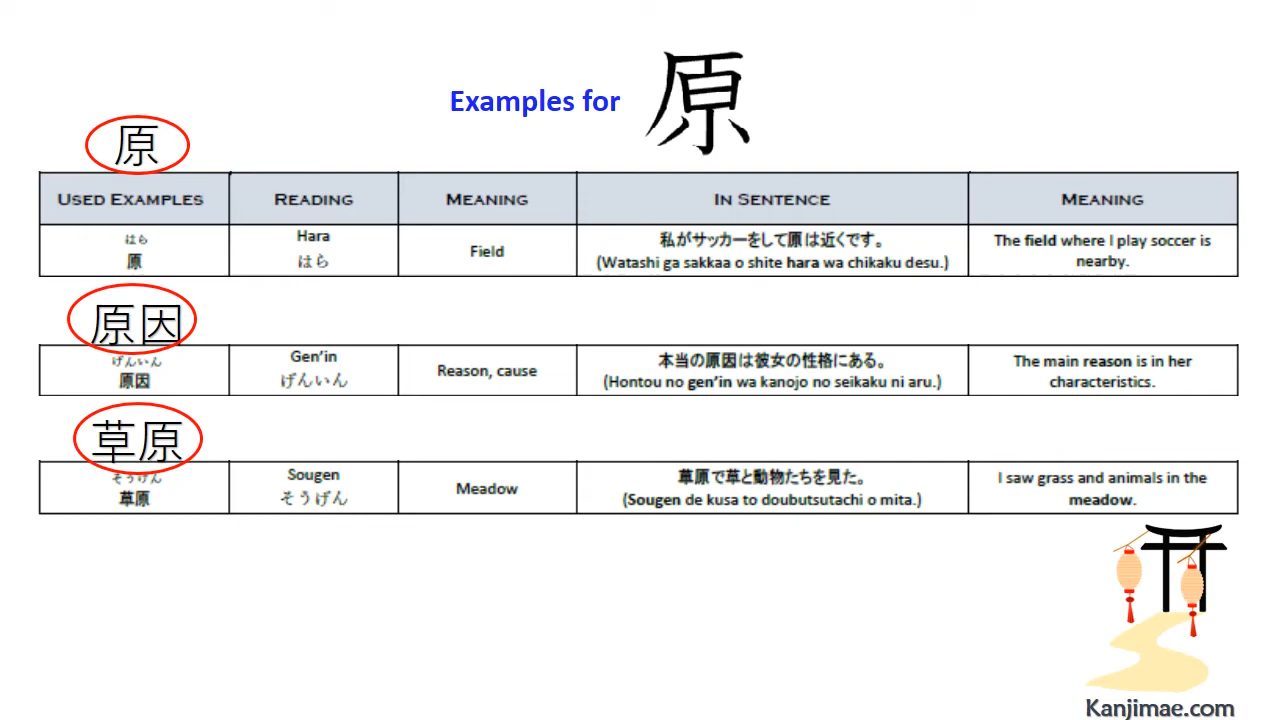 Examples for 原
原
USED EXAMPLES READING MEANING IN SENTENCE MEANING
はら
原
Hara
はら
Field
私がサッカーをして原は近くです。
(Watashi ga sakkaa o shite hara wa chikaku desu.)
The field where I play soccer is
nearby.
原因
げんいん
原因
Gen’in
げんいん
Reason, cause
本当の原因は彼女の性格にある。
(Hontou no gen’in wa kanojo no seikaku ni aru.)
The main reason is in her
characteristics.
草原
そうげん
草原
Sougen
そうげん
Meadow
草原で草と動物たちを見た。
(Sougen de kusa to doubutsutachi o mita.)
I saw grass and animals in the
meadow.
Kanjimae.com